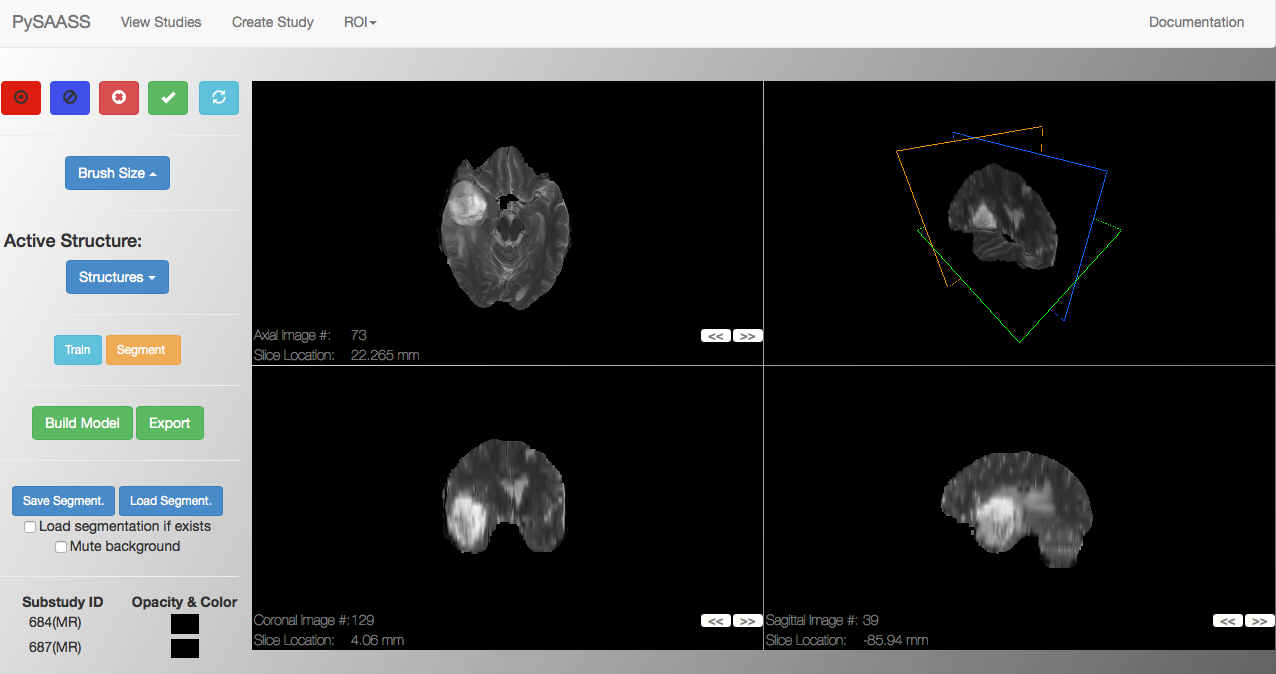 PySAASS View Studies Create Study ROI Documentation
Brush Size
Active Structure:
Structures
Train Segment
Build Model Export
Save Segment. Load Segment.
Load segmentation if exists
Mute background
Substudy ID Opacity & Color
684(MR)
687(MR)
Axial Image #: 73
Slice Location: 22.265 mm
<< >>
Coronal Image #: 129
Slice Location: 4.06 mm
<< >>
Sagittal Image #: 39
Slice Location: -85.94 mm
<< >>